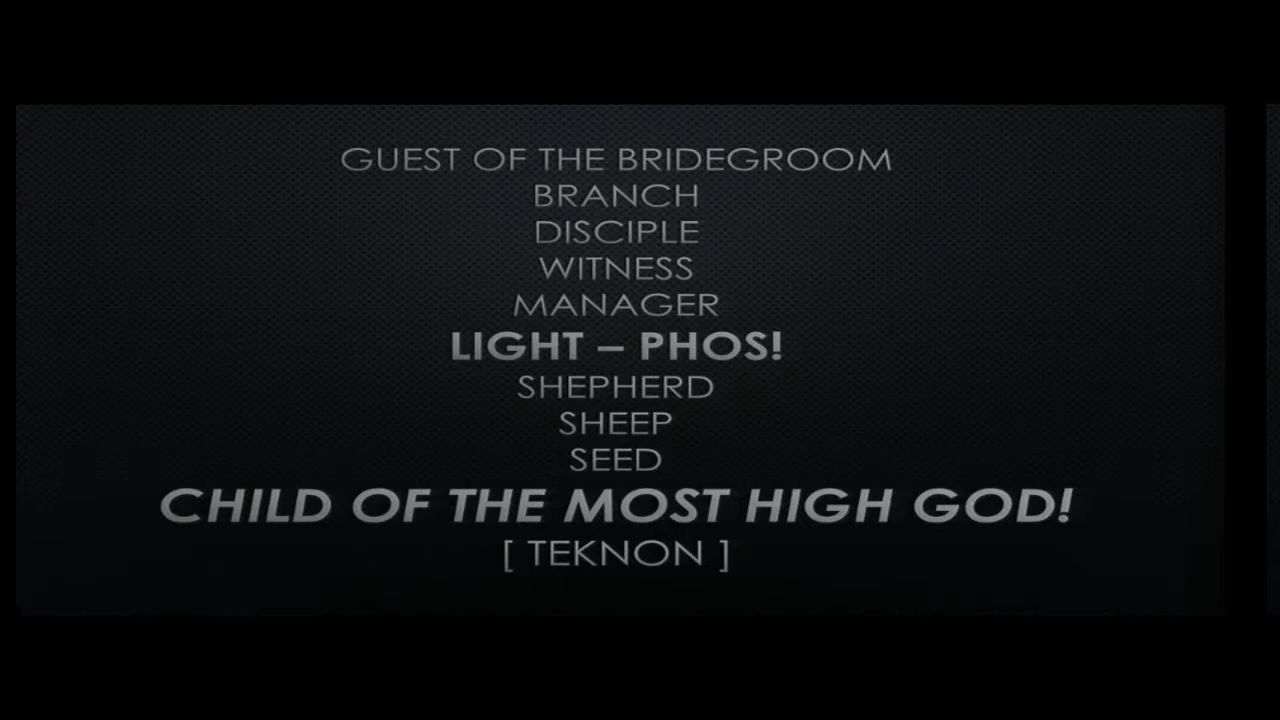 GUEST OF THE BRIDEGROOM
BRANCH
DISCIPLE
WITNESS
MANAGER
LIGHT – PHOS!
SHEPHERD
SHEEP
SEED
CHILD OF THE MOST HIGH GOD!
[ TEKNON ]